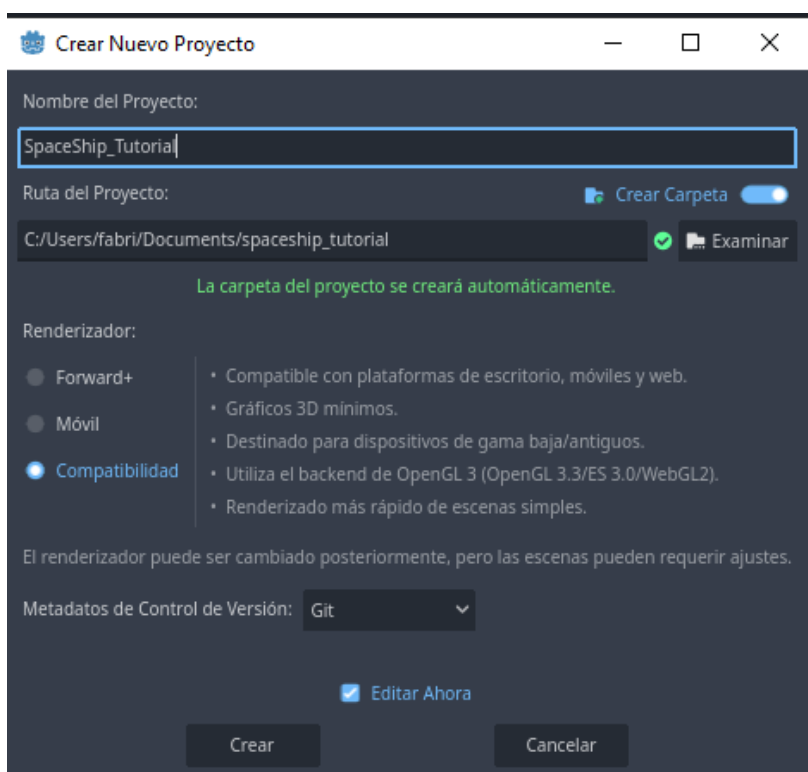 Crear Nuevo Proyecto
Nombre del Proyecto:
SpaceShip_Tutorial
Ruta del Proyecto:
Crear Carpeta
C:/Users/fabri/Documents/spaceship_tutorial
Examinar
La carpeta del proyecto se creará automáticamente.
Renderizador:
Forward+
Móvil
Compatibilidad
• Compatible con plataformas de escritorio, móviles y web.
• Gráficos 3D mínimos.
• Destinado para dispositivos de gama baja/antiguos.
• Utiliza el backend de OpenGL 3 (OpenGL 3.3/ES 3.0/WebGL2).
• Renderizado más rápido de escenas simples.
El renderizador puede ser cambiado posteriormente, pero las escenas pueden requerir ajustes.
Metadatos de Control de Versión: Git
Editar Ahora
Crear
Cancelar